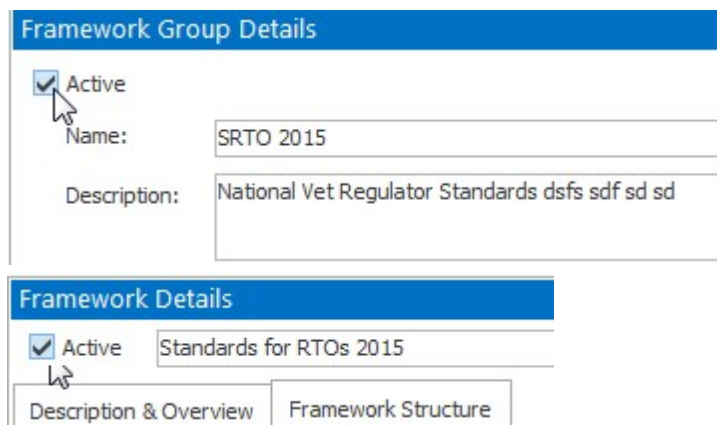 Framework Group Details
Active
Name: SRTO 2015
Description: National Vet Regulator Standards dsfs sdf sd sd
Framework Details
Active Standards for RTOs 2015
Description & Overview Framework Structure